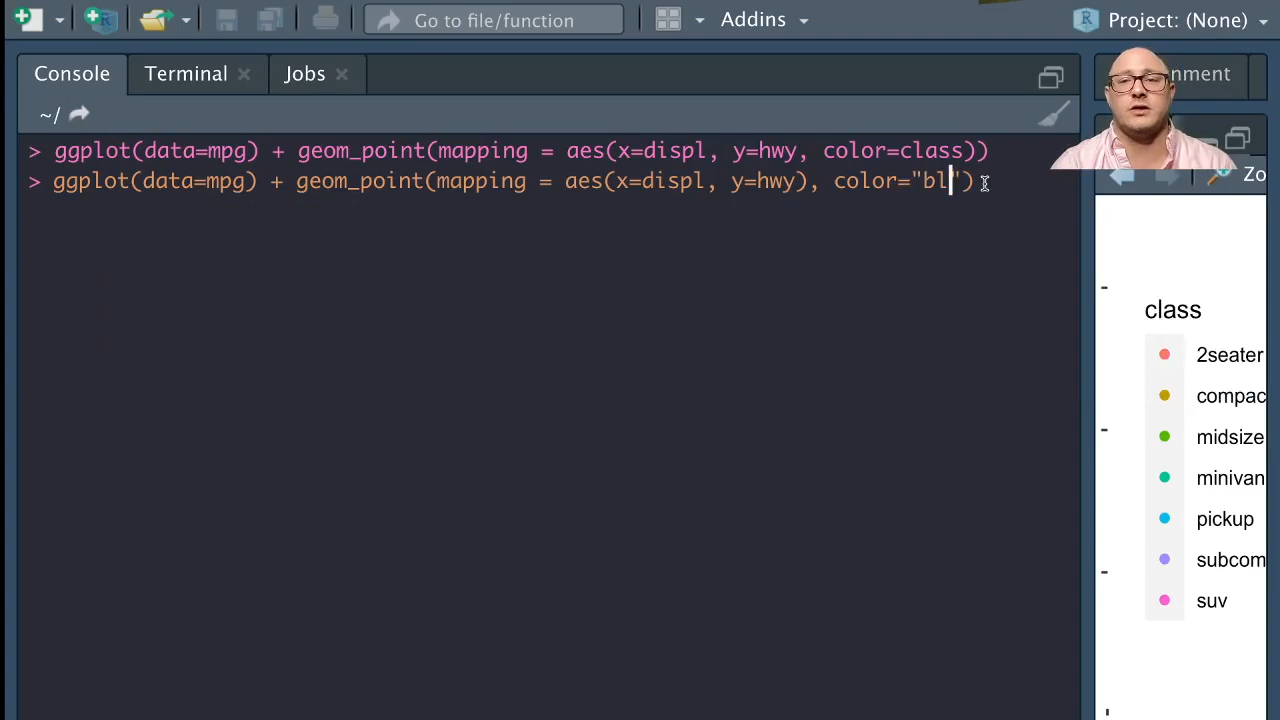 Go to file/function
Addins
Project: (None)
Console
Terminal
Jobs
nment
~/
> ggplot(data=mpg) + geom_point(mapping = aes(x=displ, y=hwy, color=class))
> ggplot(data=mpg) + geom_point(mapping = aes(x=displ, y=hwy), color="bl")
Zo
class
2seater
compac
midsize
minivan
pickup
subcom
suv